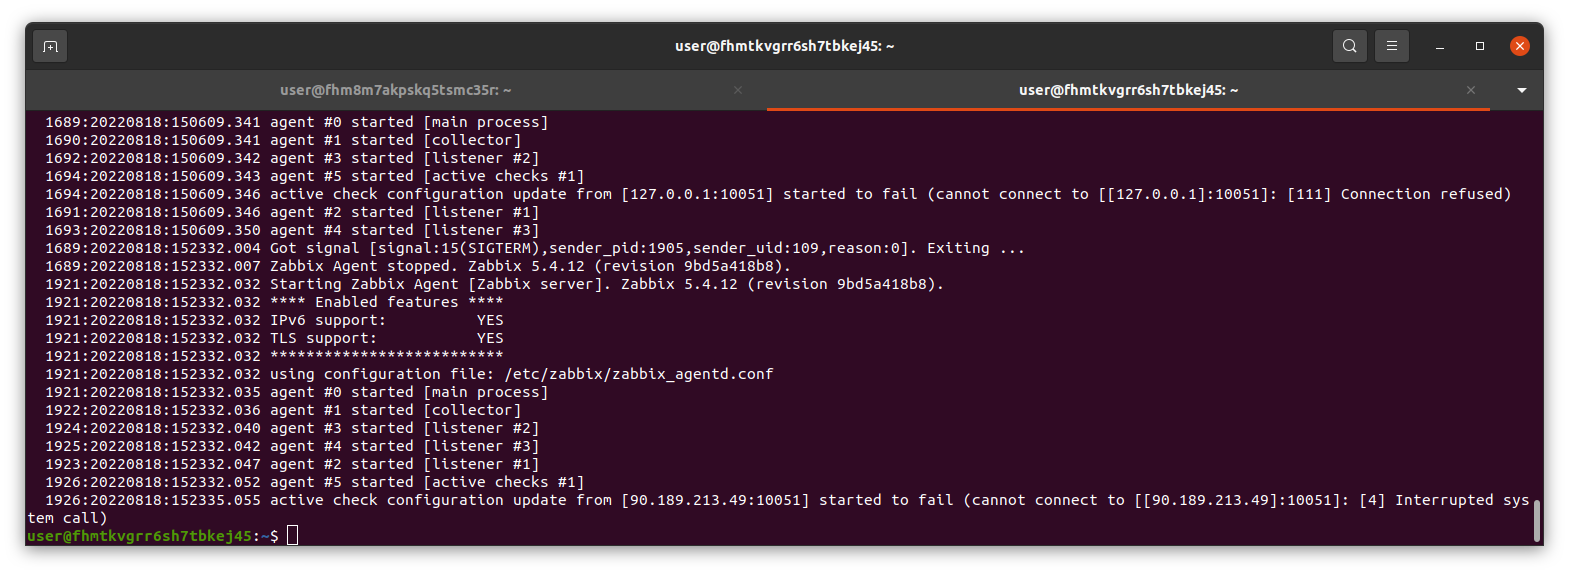 user@fhmtkvgrr6sh7tbkej45: ~
user@fhm8m7akpskq5tsmc35r: ~
user@fhmtkvgrr6sh7tbkej45: ~
1689:20220818:150609.341 agent #0 started [main process]
1690:20220818:150609.341 agent #1 started [collector]
1692:20220818:150609.342 agent #3 started [listener #2]
1694:20220818:150609.343 agent #5 started [active checks #1]
1694:20220818:150609.346 active check configuration update from [127.0.0.1:10051] started to fail (cannot connect to [[127.0.0.1]:10051]: [111] Connection refused)
1691:20220818:150609.346 agent #2 started [listener #1]
1693:20220818:150609.350 agent #4 started [listener #3]
1689:20220818:152332.004 Got signal [signal:15(SIGTERM),sender_pid:1905,sender_uid:109,reason:0]. Exiting ...
1689:20220818:152332.007 Zabbix Agent stopped. Zabbix 5.4.12 (revision 9bd5a418b8).
1921:20220818:152332.032 Starting Zabbix Agent [Zabbix server]. Zabbix 5.4.12 (revision 9bd5a418b8).
1921:20220818:152332.032 **** Enabled features ****
1921:20220818:152332.032 IPv6 support:          YES
1921:20220818:152332.032 TLS support:           YES
1921:20220818:152332.032 **************************
1921:20220818:152332.032 using configuration file: /etc/zabbix/zabbix_agentd.conf
1921:20220818:152332.035 agent #0 started [main process]
1922:20220818:152332.036 agent #1 started [collector]
1924:20220818:152332.040 agent #3 started [listener #2]
1925:20220818:152332.042 agent #4 started [listener #3]
1923:20220818:152332.047 agent #2 started [listener #1]
1926:20220818:152332.052 agent #5 started [active checks #1]
1926:20220818:152335.055 active check configuration update from [90.189.213.49:10051] started to fail (cannot connect to [[90.189.213.49]:10051]: [4] Interrupted sys
tem call)
user@fhmtkvgrr6sh7tbkej45:~$